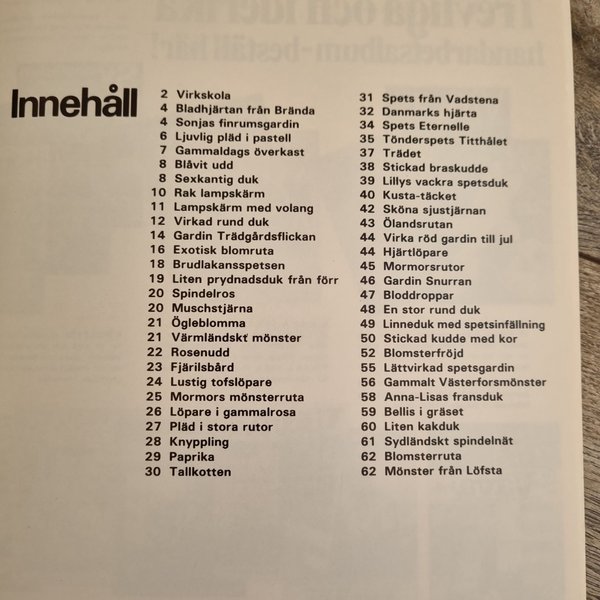 Trevliga och idérika
handarbetsalbum - beställ här!
Innehåll
2 Virkskola
4 Bladhjärtan från Brända
4 Sonjas finrumsgardin
6 Ljuvlig pläd i pastell
7 Gammaldags överkast
8 Blåvit udd
8 Sexkantig duk
10 Rak lampskärm
11 Lampskärm med volang
12 Virkad rund duk
14 Gardin Trädgårdsflickan
16 Exotisk blomruta
18 Brudlakansspetsen
19 Liten prydnadsduk från förr
20 Spindelros
20 Muschstjärna
21 Ögleblomma
21 Värmländskt mönster
22 Rosenudd
23 Fjärilsbård
24 Lustig tofslöpare
25 Mormors mönsterruta
26 Löpare i gammalrosa
27 Pläd i stora rutor
28 Knyppling
29 Paprika
30 Tallkotten
31 Spets från Vadstena
32 Danmarks hjärta
34 Spets Eternelle
35 Tönderspets Titthålet
37 Trädet
38 Stickad braskudde
39 Lillys vackra spetsduk
40 Kusta-täcket
42 Sköna sjustjärnan
43 Ölandsrutan
44 Virka röd gardin till jul
44 Hjärtlöpare
45 Mormorsrutor
46 Gardin Snurran
47 Bloddroppar
48 En stor rund duk
49 Linneduk med spetsinfällning
50 Stickad kudde med kor
52 Blomsterfröjd
55 Lättvirkad spetsgardin
56 Gammalt Västerforsmönster
58 Anna-Lisas fransduk
59 Bellis i gräset
60 Liten kakduk
61 Sydländskt spindelnät
62 Blomsterruta
62 Mönster från Löfsta